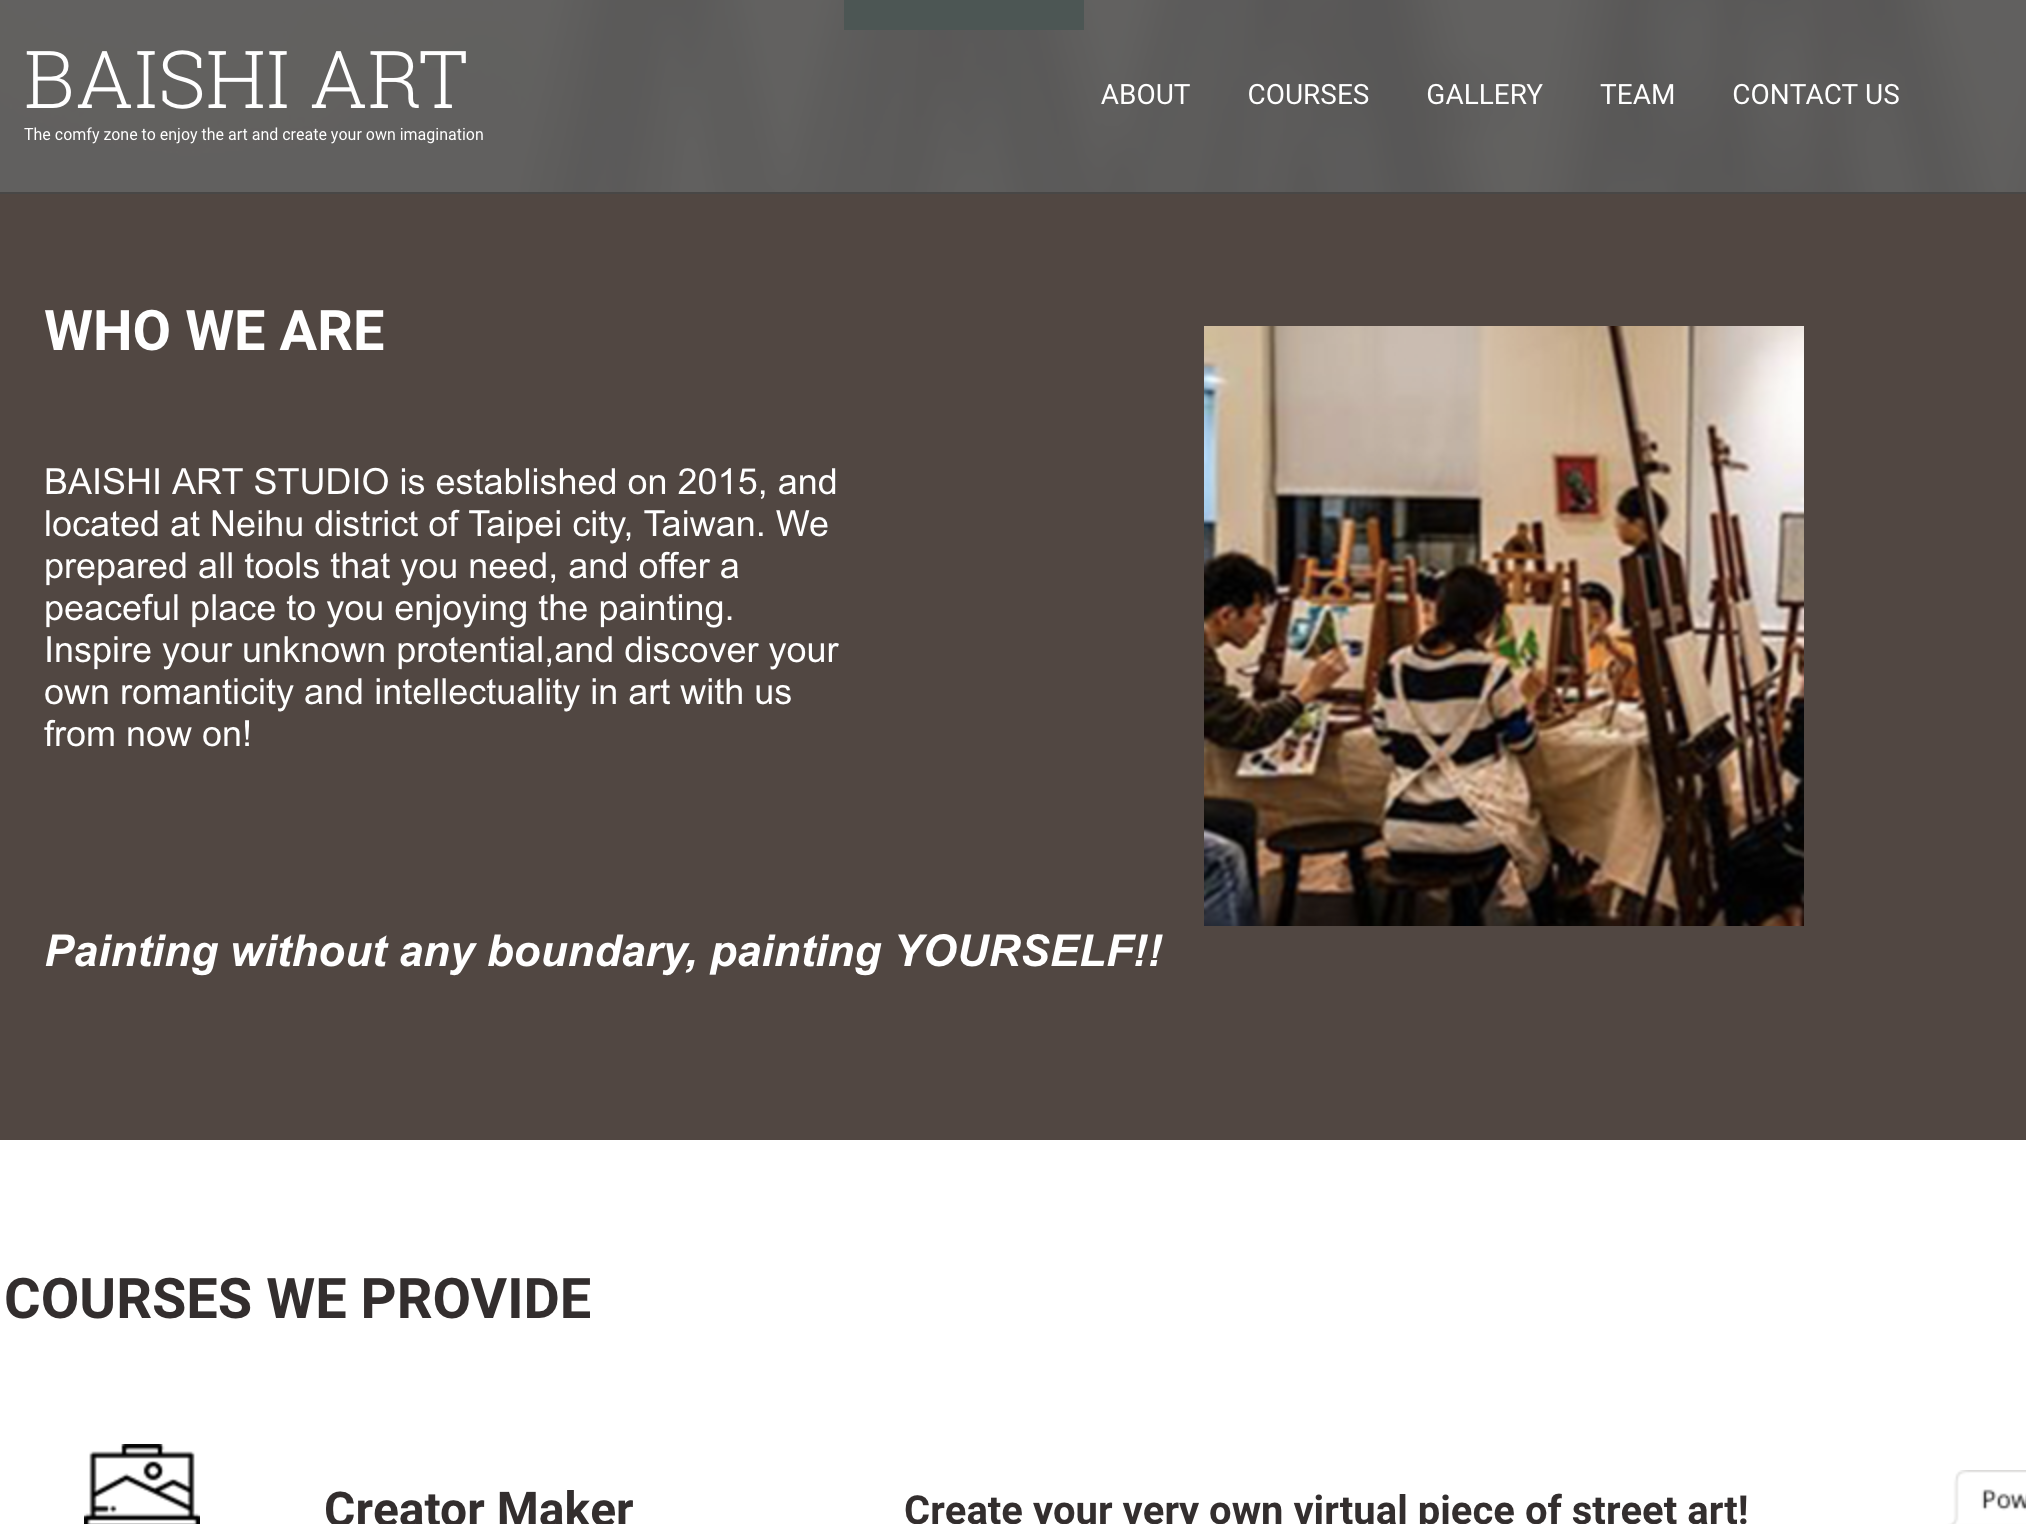 BAISHI ART
The comfy zone to enjoy the art and create your own imagination
ABOUT COURSES GALLERY TEAM CONTACT US
WHO WE ARE
BAISHI ART STUDIO is established on 2015, and
located at Neihu district of Taipei city, Taiwan. We
prepared all tools that you need, and offer a
peaceful place to you enjoying the painting.
Inspire your unknown protential,and discover your
own romanticity and intellectuality in art with us
from now on!
Painting without any boundary, painting YOURSELF!!
COURSES WE PROVIDE
Creator Maker
Create your very own virtual piece of street art!
Pow